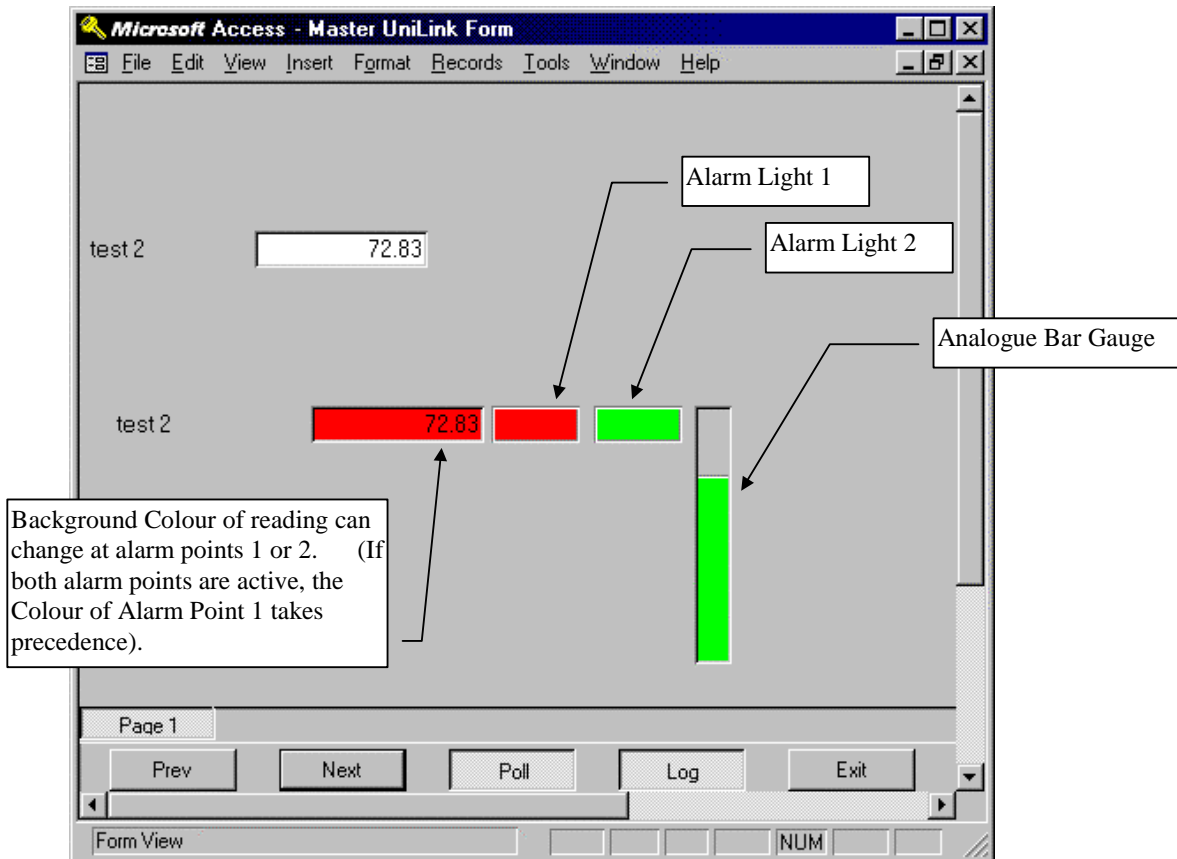 Microsoft Access - Master UniLink Form
File Edit View Insert Format Records Tools Window Help
Alarm Light 1
test 2 72.83
Alarm Light 2
Analogue Bar Gauge
test 2 72.83
Background Colour of reading can
change at alarm points 1 or 2. (If
both alarm points are active, the
Colour of Alarm Point 1 takes
precedence).
Page 1
Prev Next Poll Log Exit
Form View NUM